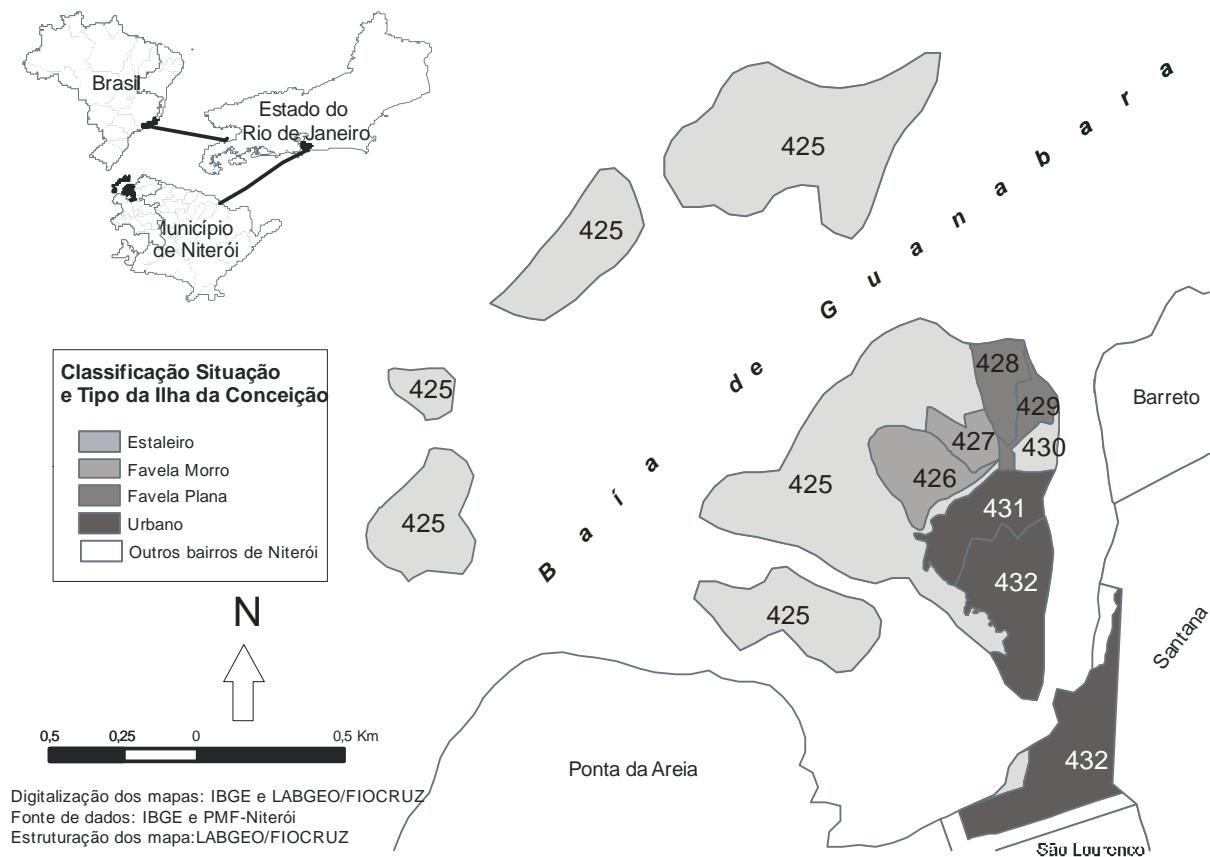 Brasil
Estado do
Rio de Janeiro
Município
de Niterói
425
425
425
425
425
425
Baía de Guanabara
428
429
427
430
426
431
432
432
Barreto
Santana
Ponta da Areia
São Lourenço
Classificação Situação
e Tipo da Ilha da Conceição
Estaleiro
Favela Morro
Favela Plana
Urbano
Outros bairros de Niterói
N
0,5 0,25 0 0,5 Km
Digitalização dos mapas: IBGE e LABGEO/FIOCRUZ
Fonte de dados: IBGE e PMF-Niterói
Estruturação dos mapa:LABGEO/FIOCRUZ